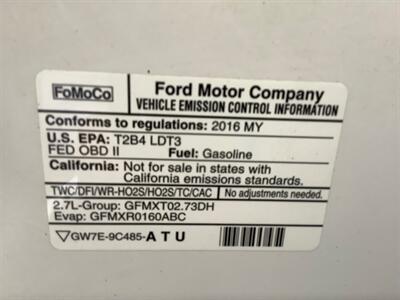 FoMoCo
Ford Motor Company
VEHICLE EMISSION CONTROL INFORMATION
Conforms to regulations: 2016 MY
U.S. EPA: T2B4 LDT3
FED OBD II Fuel: Gasoline
California: Not for sale in states with
California emissions standards.
TWC/DFI/WR-HO2S/HO2S/TC/CAC No adjustments needed.
2.7L-Group: GFMXT02.73DH
Evap: GFMXR0160ABC
GW7E-9C485-A T U